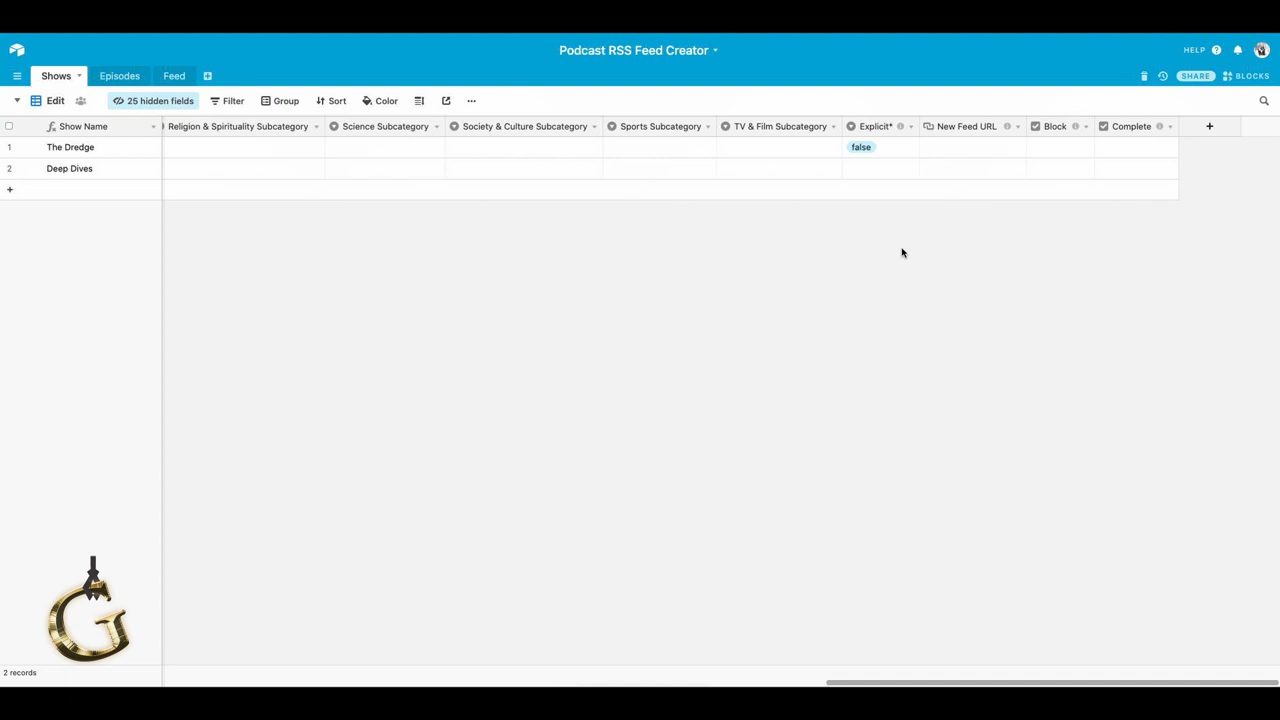 Podcast RSS Feed Creator
HELP
Shows
Episodes
Feed
SHARE
BLOCKS
Edit
25 hidden fields
Filter
Group
Sort
Color
Show Name
Religion & Spirituality Subcategory
Science Subcategory
Society & Culture Subcategory
Sports Subcategory
TV & Film Subcategory
Explicit*
New Feed URL
Block
Complete
1
The Dredge
false
2
Deep Dives
G
2 records